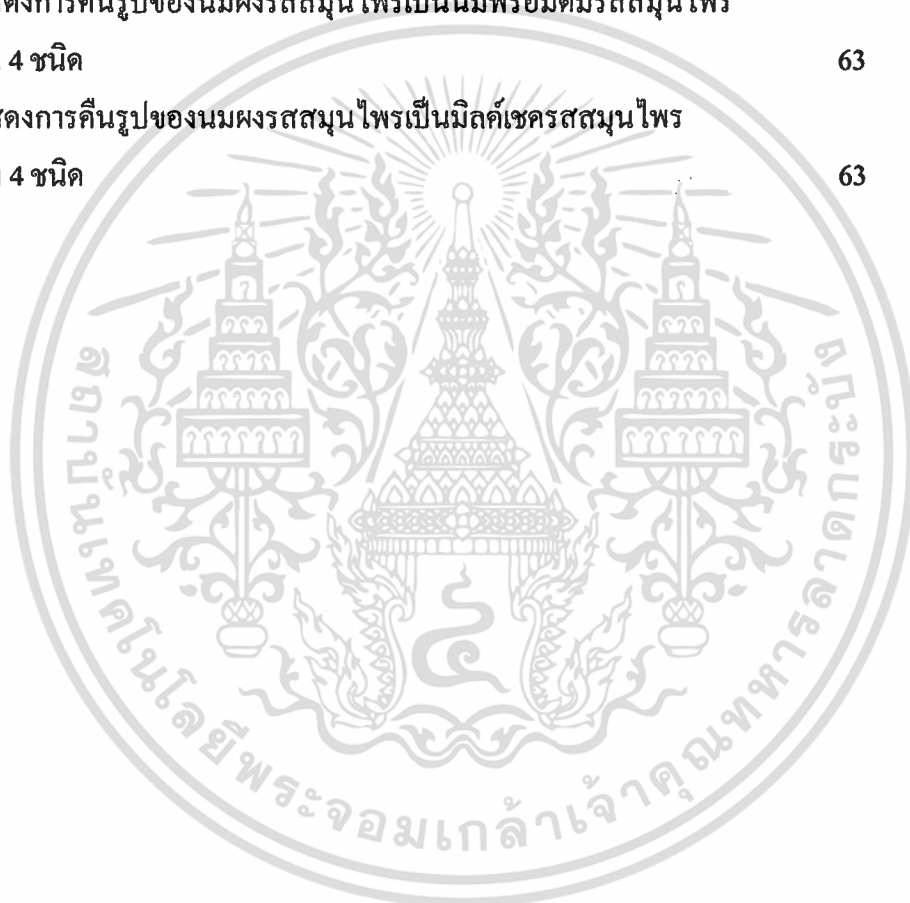 ดงการคืนรูปของนมผงรสสมุนไพรเป็นนมพร้อมดื่มรสสมุนไพร
4 ชนิด 63
ดงการคืนรูปของนมผงรสสมุนไพรเป็นมิลค์เชครสสมุนไพร
4 ชนิด 63
สถาบันเทคโนโลยีพระจอมเกล้าเจ้าคุณทหารลาดกระบัง